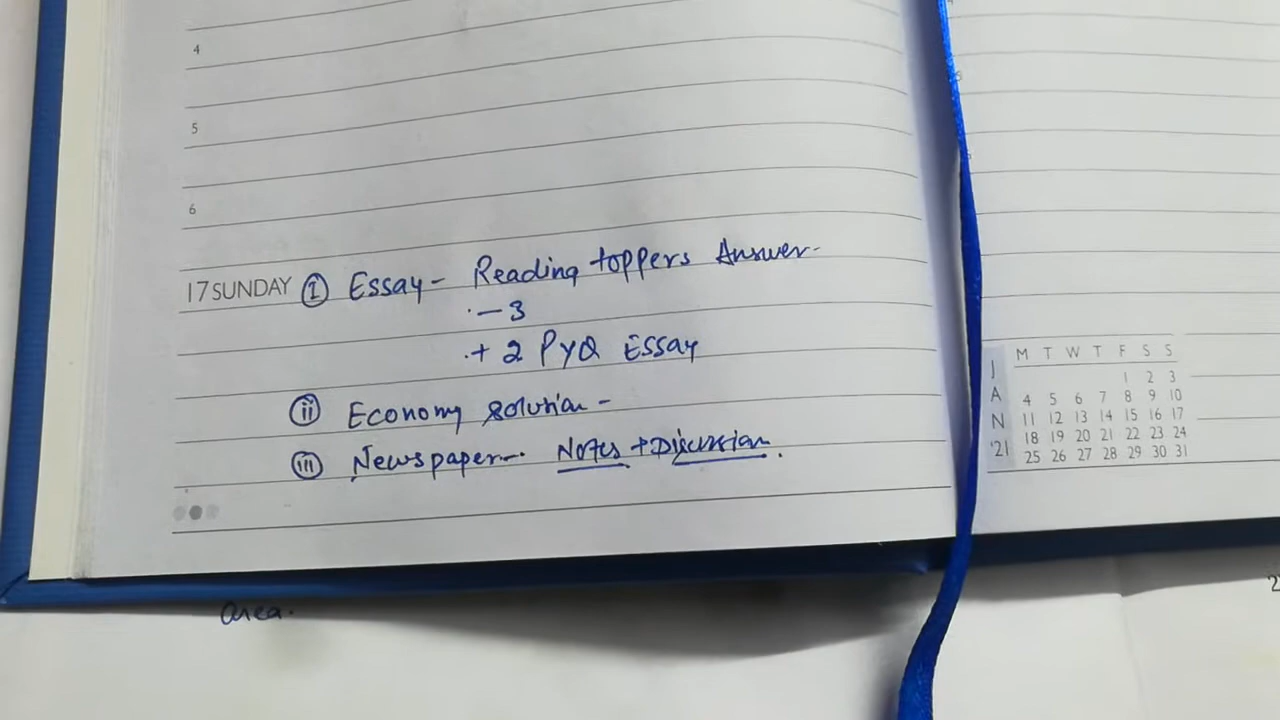 4
5
6
17 SUNDAY (i) Essay - Reading toppers Answer -
. - 3
. + 2 PYQ Essay
(ii) Economy solution -
(iii) Newspaper - Notes + Discussion.
area.
JAN '21
M T W T F S S
1 2 3
4 5 6 7 8 9 10
11 12 13 14 15 16 17
18 19 20 21 22 23 24
25 26 27 28 29 30 31